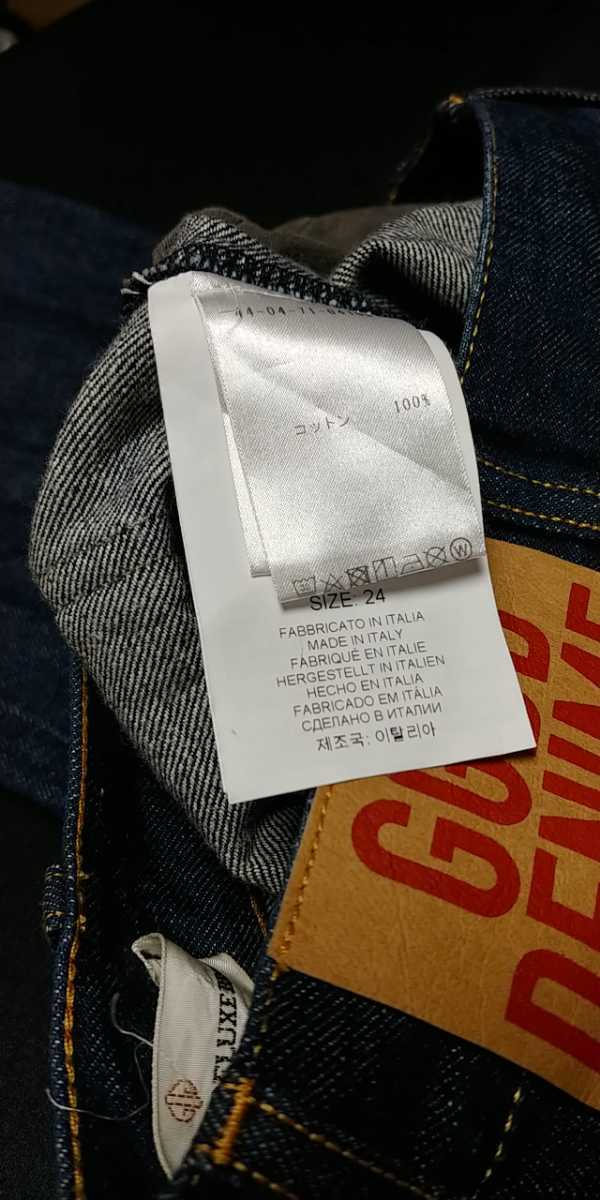 コットン 100%
W
SIZE: 24
FABBRICATO IN ITALIA
MADE IN ITALY
FABRIQUÉ EN ITALIE
HERGESTELLT IN ITALIEN
HECHO EN ITALIA
FABRICADO EM ITÁLIA
СДЕЛАНО В ИТАЛИИ
제조국: 이탈리아
GOOD